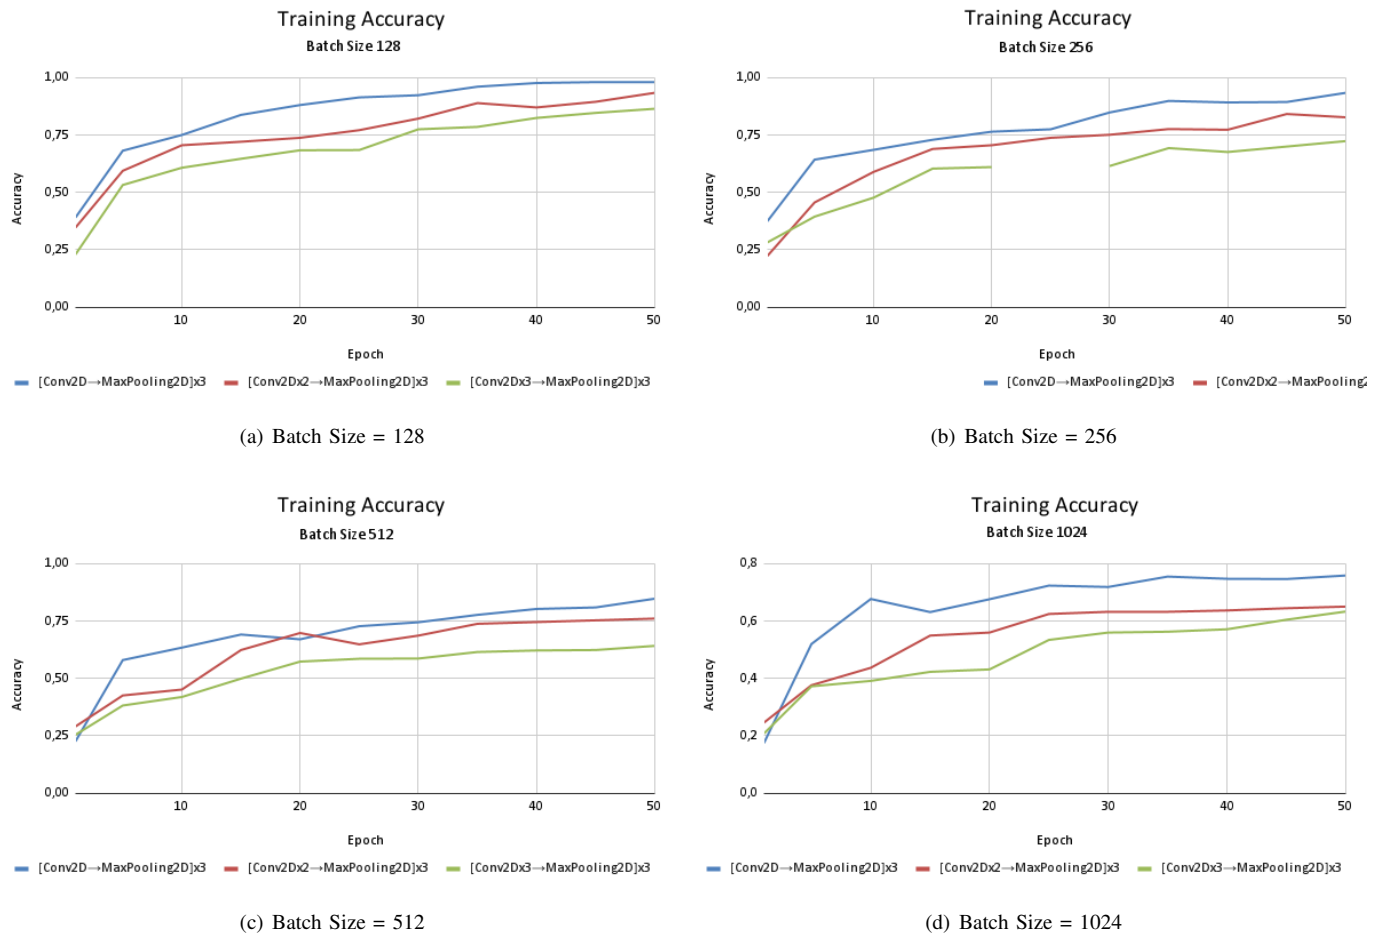 Training Accuracy
Batch Size 128
1,00
0,75
0,50
0,25
0,00
Accuracy
10 20 30 40 50
Epoch
[Conv2D→MaxPooling2D]x3 [Conv2Dx2→MaxPooling2D]x3 [Conv2Dx3→MaxPooling2D]x3
(a) Batch Size = 128
Training Accuracy
Batch Size 256
1,00
0,75
0,50
0,25
0,00
Accuracy
10 20 30 40 50
Epoch
[Conv2D→MaxPooling2D]x3 [Conv2Dx2→MaxPooling2
(b) Batch Size = 256
Training Accuracy
Batch Size 512
1,00
0,75
0,50
0,25
0,00
Accuracy
10 20 30 40 50
Epoch
[Conv2D→MaxPooling2D]x3 [Conv2Dx2→MaxPooling2D]x3 [Conv2Dx3→MaxPooling2D]x3
(c) Batch Size = 512
Training Accuracy
Batch Size 1024
0,8
0,6
0,4
0,2
0,0
Accuracy
10 20 30 40 50
Epoch
[Conv2D→MaxPooling2D]x3 [Conv2Dx2→MaxPooling2D]x3 [Conv2Dx3→MaxPooling2D]x3
(d) Batch Size = 1024